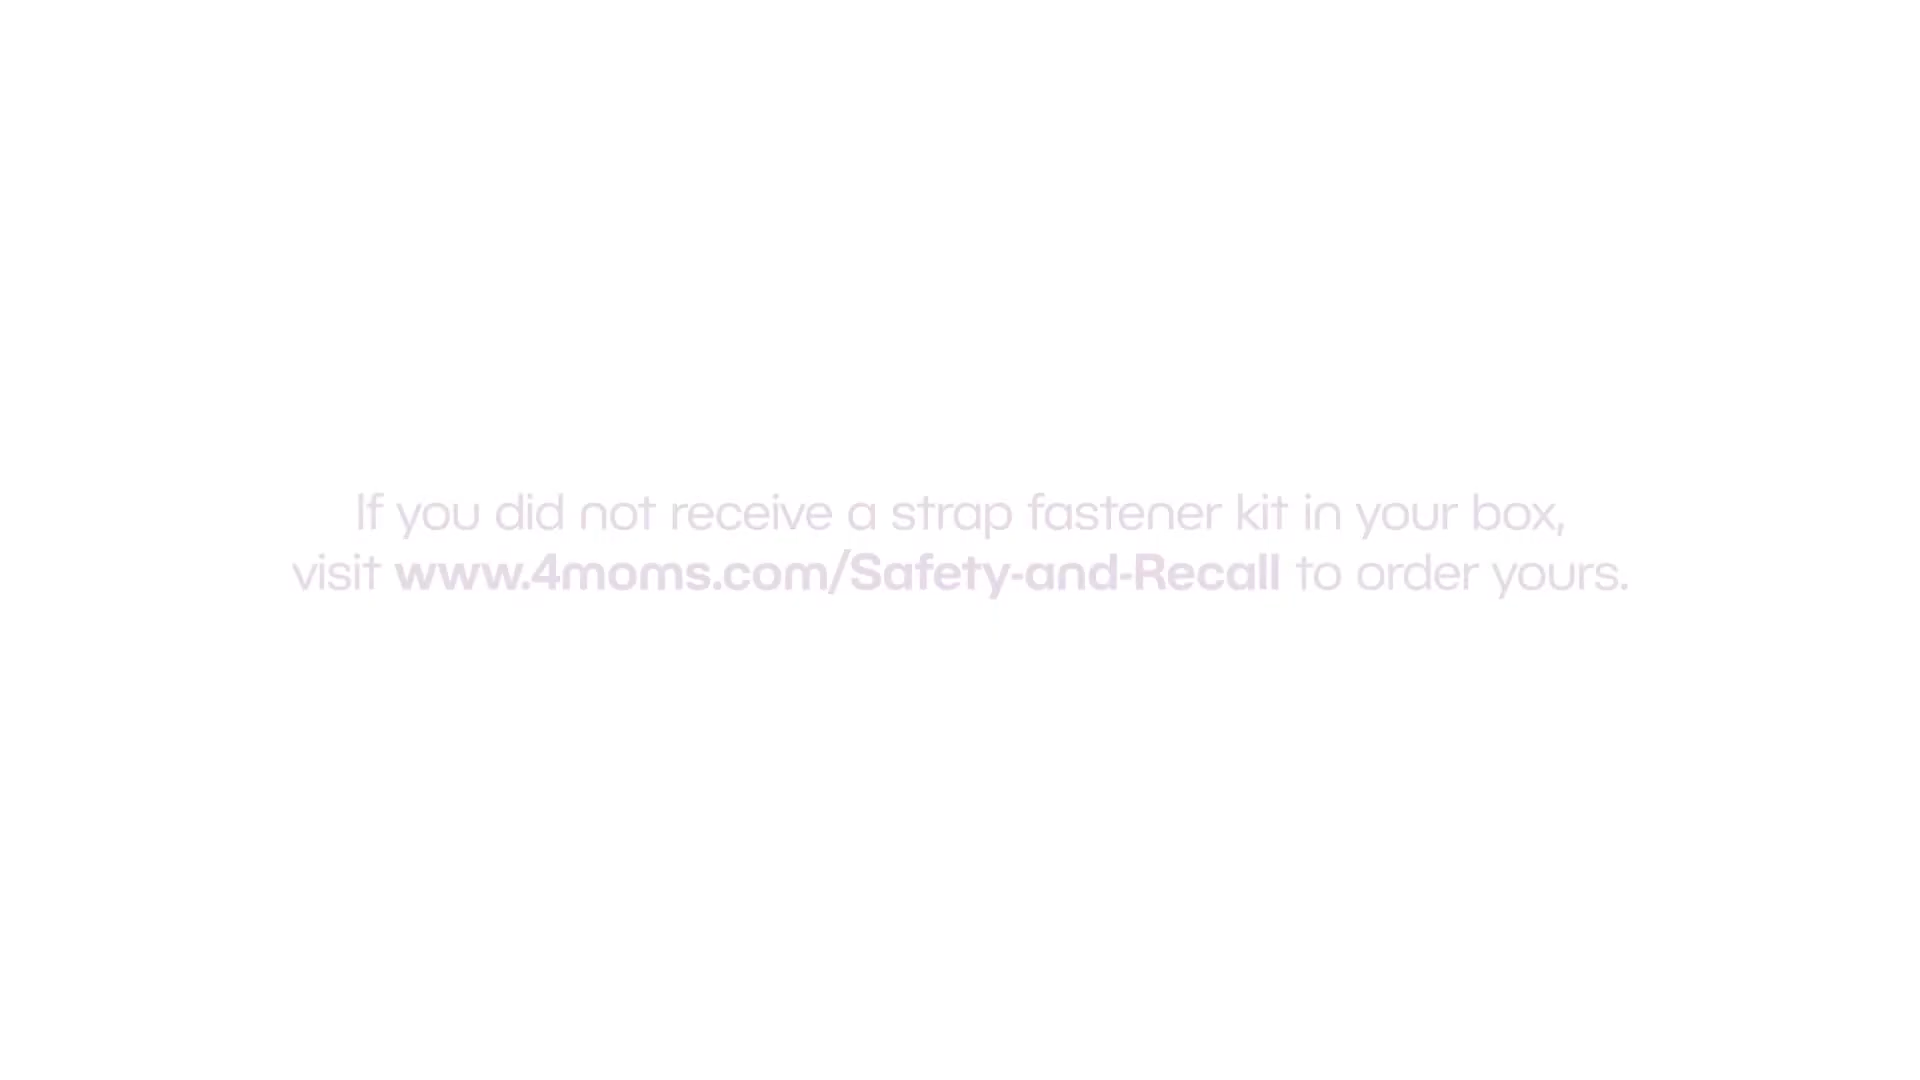 If you did not receive a strap fastener kit in your box,
visit www.4moms.com/Safety-and-Recall to order yours.